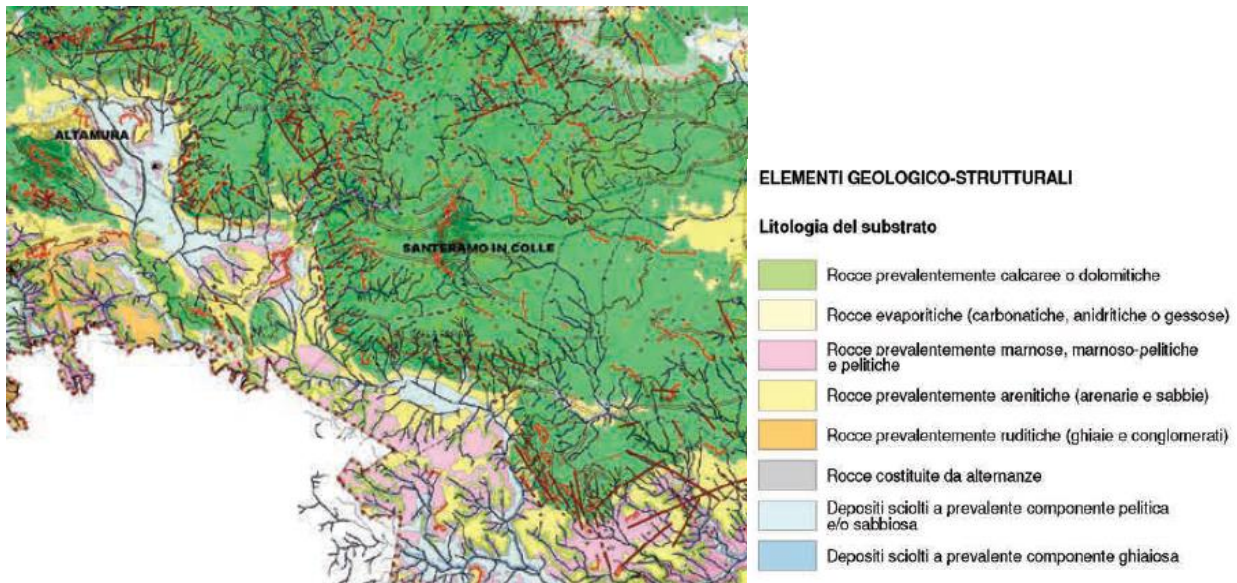 ALTAMURA
SANTERAMO IN COLLE
ELEMENTI GEOLOGICO-STRUTTURALI
Litologia del substrato
Rocce prevalentemente calcaree o dolomitiche
Rocce evaporitiche (carbonatiche, anidritiche o gessose)
Rocce prevalentemente marnose, marnoso-pelitiche
e pelitiche
Rocce prevalentemente arenitiche (arenarie e sabbie)
Rocce prevalentemente ruditiche (ghiaie e conglomerati)
Rocce costituite da alternanze
Depositi sciolti a prevalente componente pelitica
e/o sabbiosa
Depositi sciolti a prevalente componente ghiaiosa